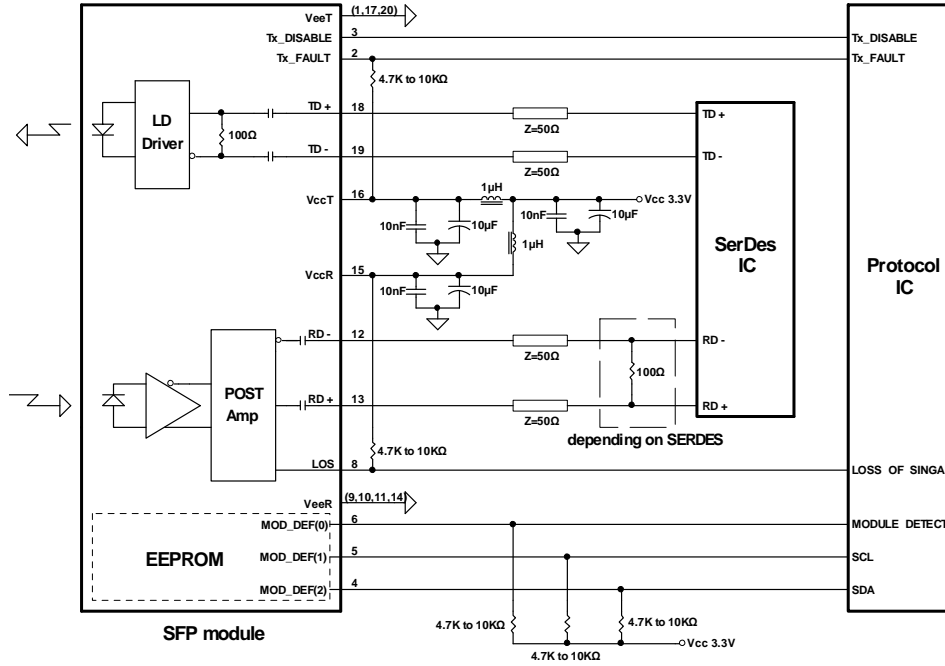 VeeT (1,17,20)
Tx_DISABLE 3 Tx_DISABLE
Tx_FAULT 2 Tx_FAULT
4.7K to 10KΩ
LD
Driver
100Ω
TD + 18 TD +
Z=50Ω
TD - 19 TD -
Z=50Ω
1μH
VccT 16 Vcc 3.3V
10nF 10μF 10nF 10μF
1μH
SerDes
IC
Protocol
IC
VccR 15
10nF 10μF
RD - 12 RD -
Z=50Ω
100Ω
POST
Amp
RD + 13 RD +
Z=50Ω
depending on SERDES
4.7K to 10KΩ
LOS 8 LOSS OF SINGA
VeeR (9,10,11,14)
MOD_DEF(0) 6 MODULE DETECT
EEPROM
MOD_DEF(1) 5 SCL
MOD_DEF(2) 4 SDA
SFP module
4.7K to 10KΩ 4.7K to 10KΩ
Vcc 3.3V
4.7K to 10KΩ